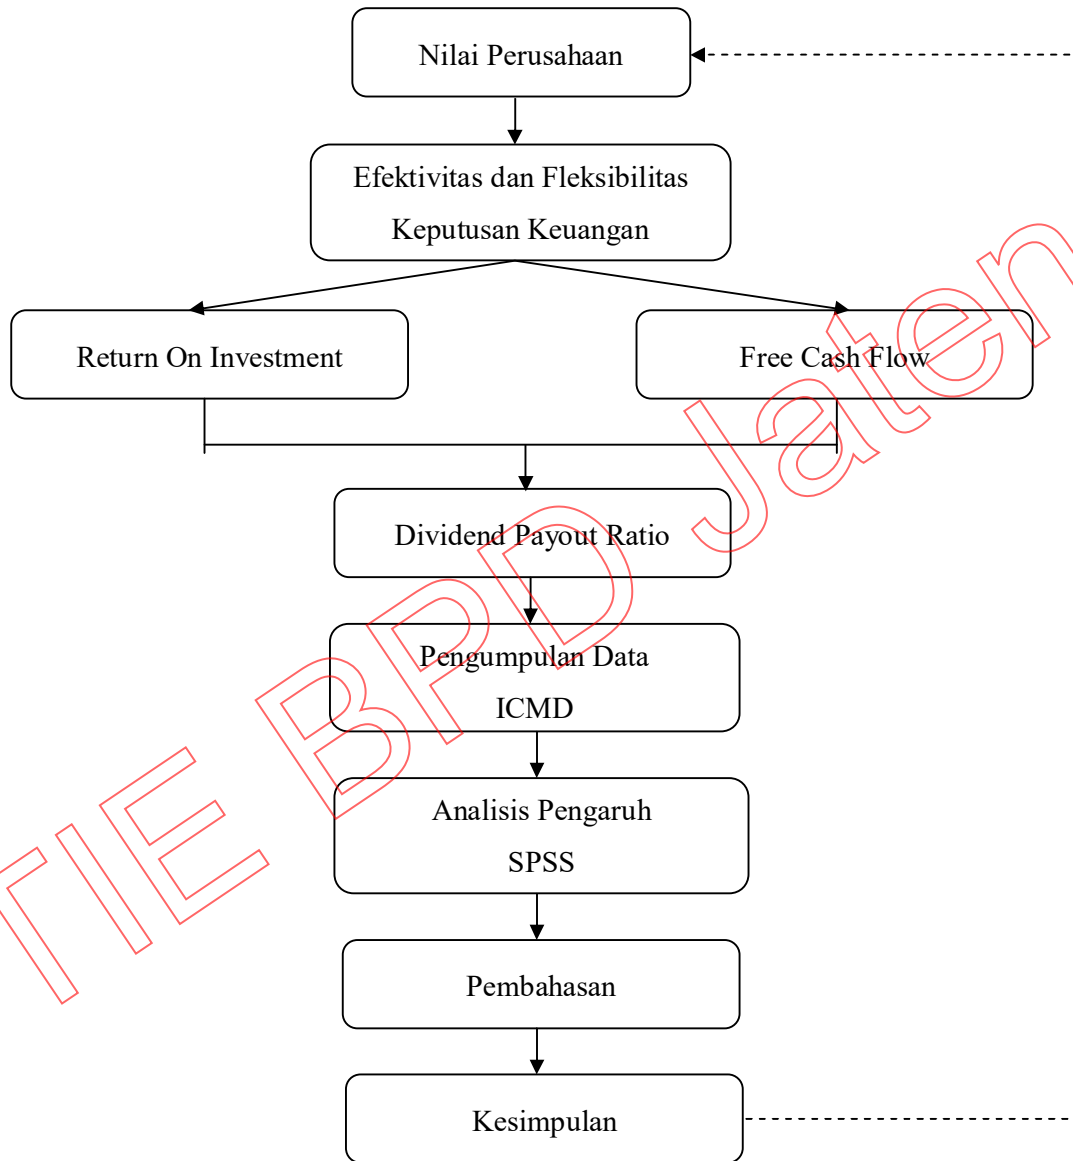 Nilai Perusahaan
Efektivitas dan Fleksibilitas
Keputusan Keuangan
Return On Investment
Free Cash Flow
Dividend Payout Ratio
Pengumpulan Data
ICMD
Analisis Pengaruh
SPSS
Pembahasan
Kesimpulan
TIE BPD Jaten